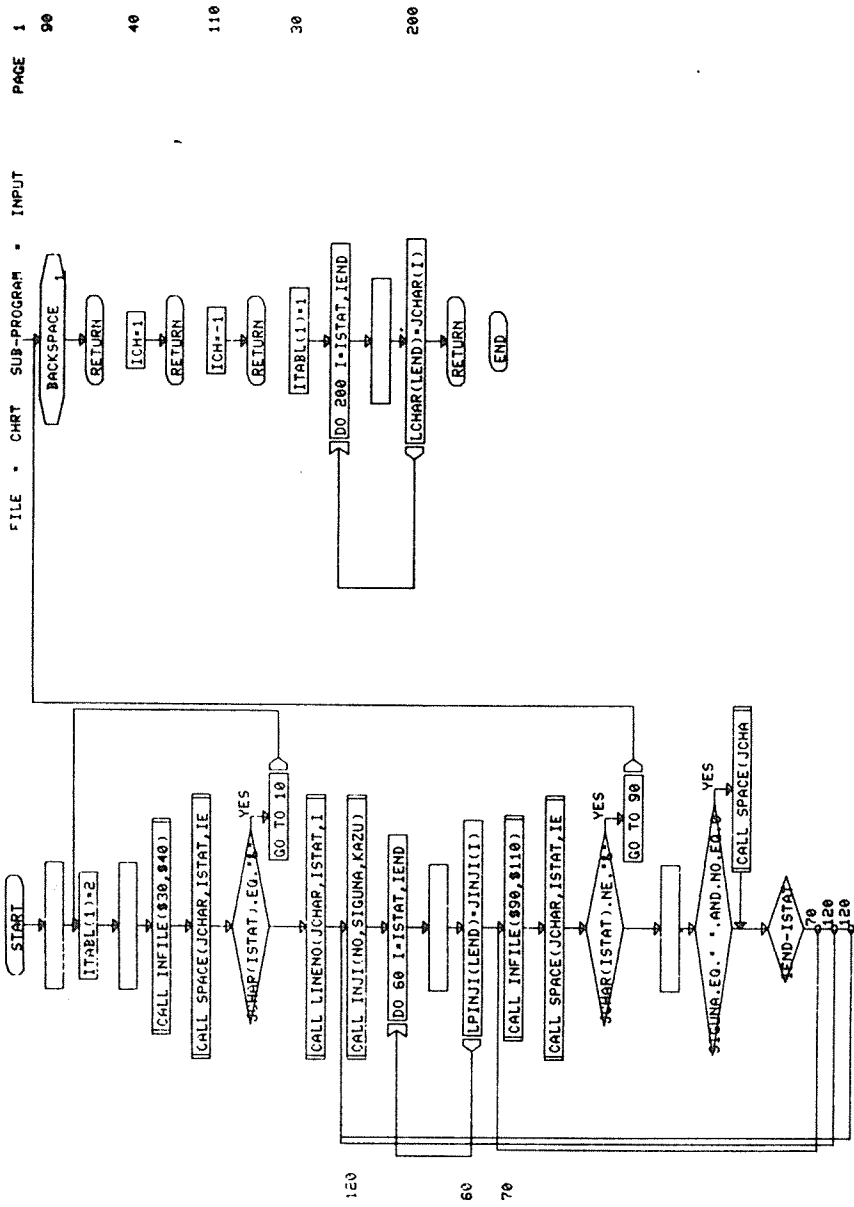 FILE = CHRT SUB-PROGRAM = INPUT PAGE 1
START
ITABL(1)=2
CALL INFILE($30,$40)
CALL SPACE(JCHAR,ISTAT,IE
JCHAR(ISTAT).EQ.
YES
GO TO 10
CALL LINENO(JCHAR,ISTAT,I
120
CALL INJI(NO,SIGUNA,KAZU)
DO 60 I=ISTAT,IEND
60
LPINJI(LEND)=JINJI(I)
70
CALL INFILE($90,$110)
CALL SPACE(JCHAR,ISTAT,IE
JCHAR(ISTAT).NE.
YES
GO TO 90
SIGUNA.EQ." ".AND.NO.EQ.0
YES
CALL SPACE(JCHA
IEND-ISTAT
70
120
120
90
BACKSPACE 1
RETURN
40
ICH=1
RETURN
110
ICH=-1
RETURN
30
ITABL(1)=1
DO 200 I=ISTAT,IEND
200
LCHAR(LEND)=JCHAR(I)
RETURN
END